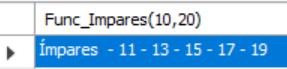 Func_Impares(10,20)
Ímpares - 11 - 13 - 15 - 17 - 19